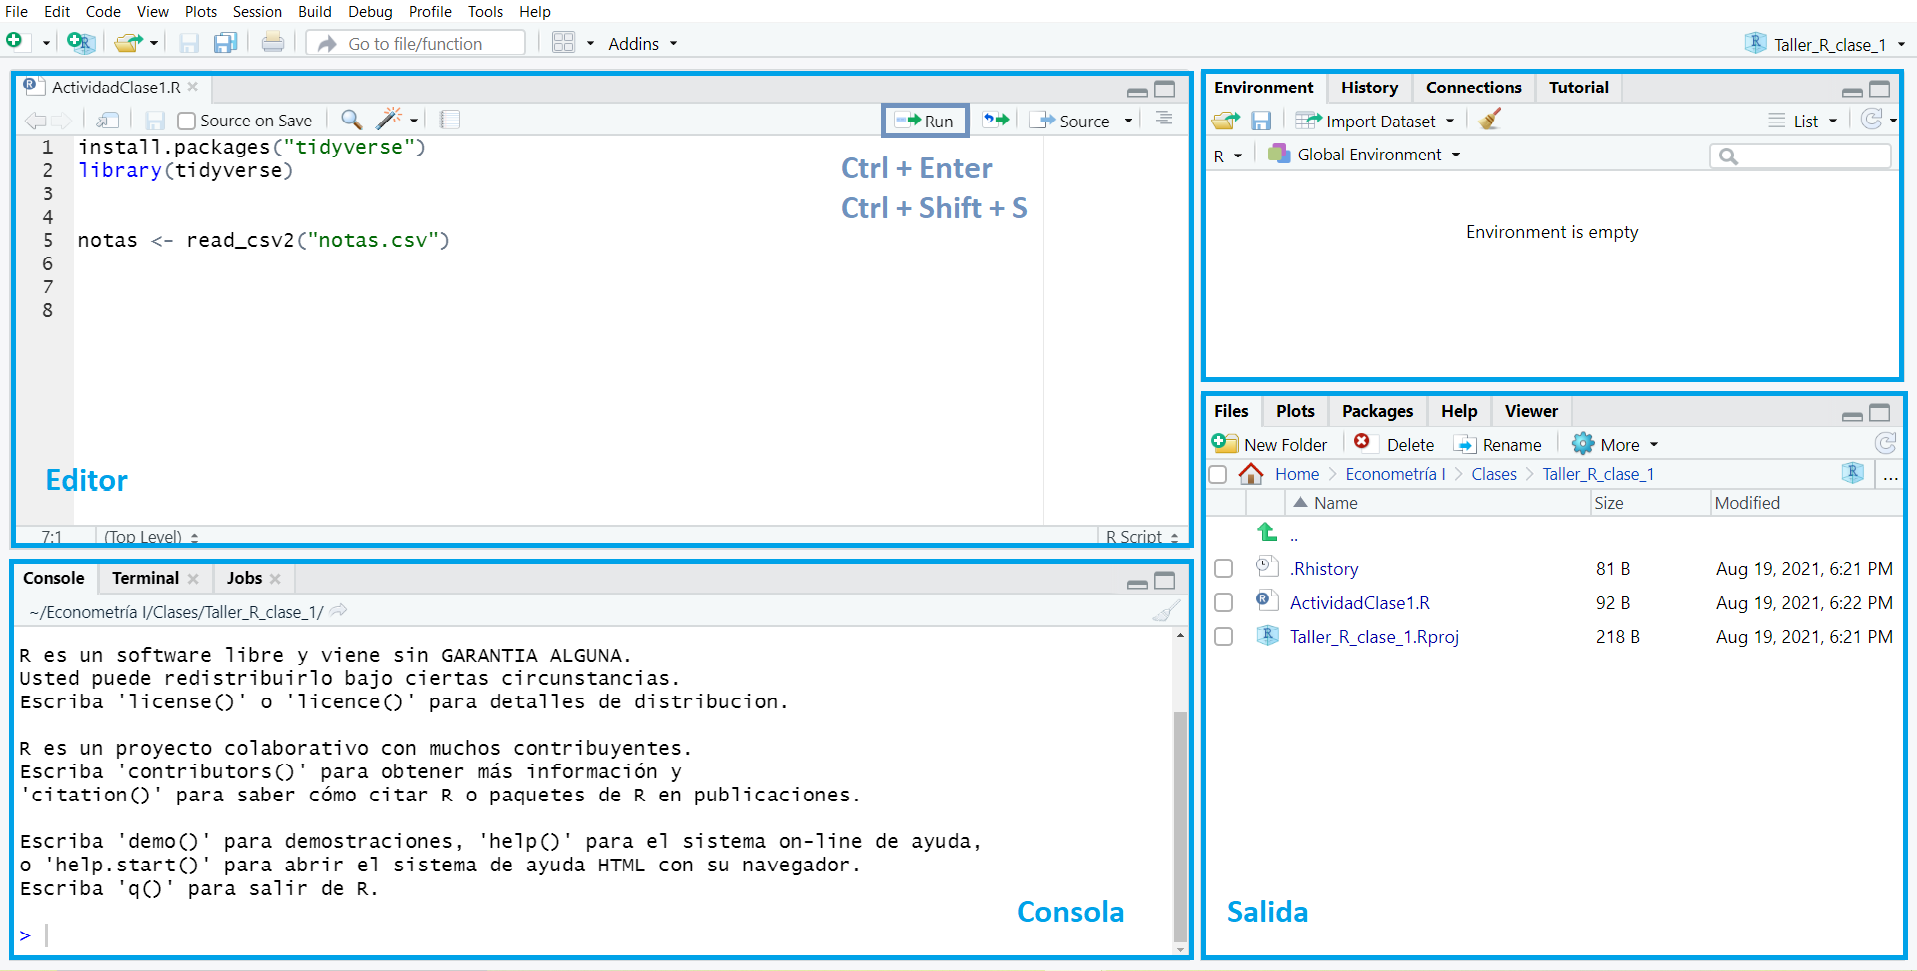 File Edit Code View Plots Session Build Debug Profile Tools Help
Go to file/function Addins Taller_R_clase_1
ActividadClase1.R
Source on Save Run Source
1 install.packages("tidyverse")
2 library(tidyverse)
3
4
5 notas <- read_csv2("notas.csv")
6
7
8
Ctrl + Enter
Ctrl + Shift + S
Editor
7:1 (Top Level) R Script
Console Terminal Jobs
~/Econometría I/Clases/Taller_R_clase_1/
R es un software libre y viene sin GARANTIA ALGUNA.
Usted puede redistribuirlo bajo ciertas circunstancias.
Escriba 'license()' o 'licence()' para detalles de distribucion.
R es un proyecto colaborativo con muchos contribuyentes.
Escriba 'contributors()' para obtener más información y
'citation()' para saber cómo citar R o paquetes de R en publicaciones.
Escriba 'demo()' para demostraciones, 'help()' para el sistema on-line de ayuda,
o 'help.start()' para abrir el sistema de ayuda HTML con su navegador.
Escriba 'q()' para salir de R.
>
Consola
Environment History Connections Tutorial
Import Dataset List
R Global Environment
Environment is empty
Files Plots Packages Help Viewer
New Folder Delete Rename More
Home Econometría I Clases Taller_R_clase_1 ...
Name Size Modified
..
.Rhistory 81 B Aug 19, 2021, 6:21 PM
ActividadClase1.R 92 B Aug 19, 2021, 6:22 PM
Taller_R_clase_1.Rproj 218 B Aug 19, 2021, 6:21 PM
Salida